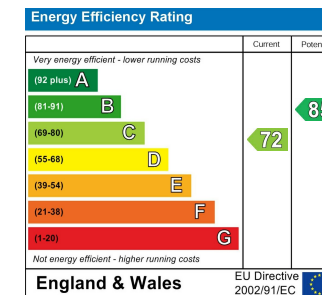 Energy Efficiency Rating
Current
Very energy efficient - lower running costs
(92 plus) A
(81-91) B
(69-80) C
(55-68) D
(39-54) E
(21-38) F
(1-20) G
72
Not energy efficient - higher running costs
England & Wales
EU Directive
2002/91/EC